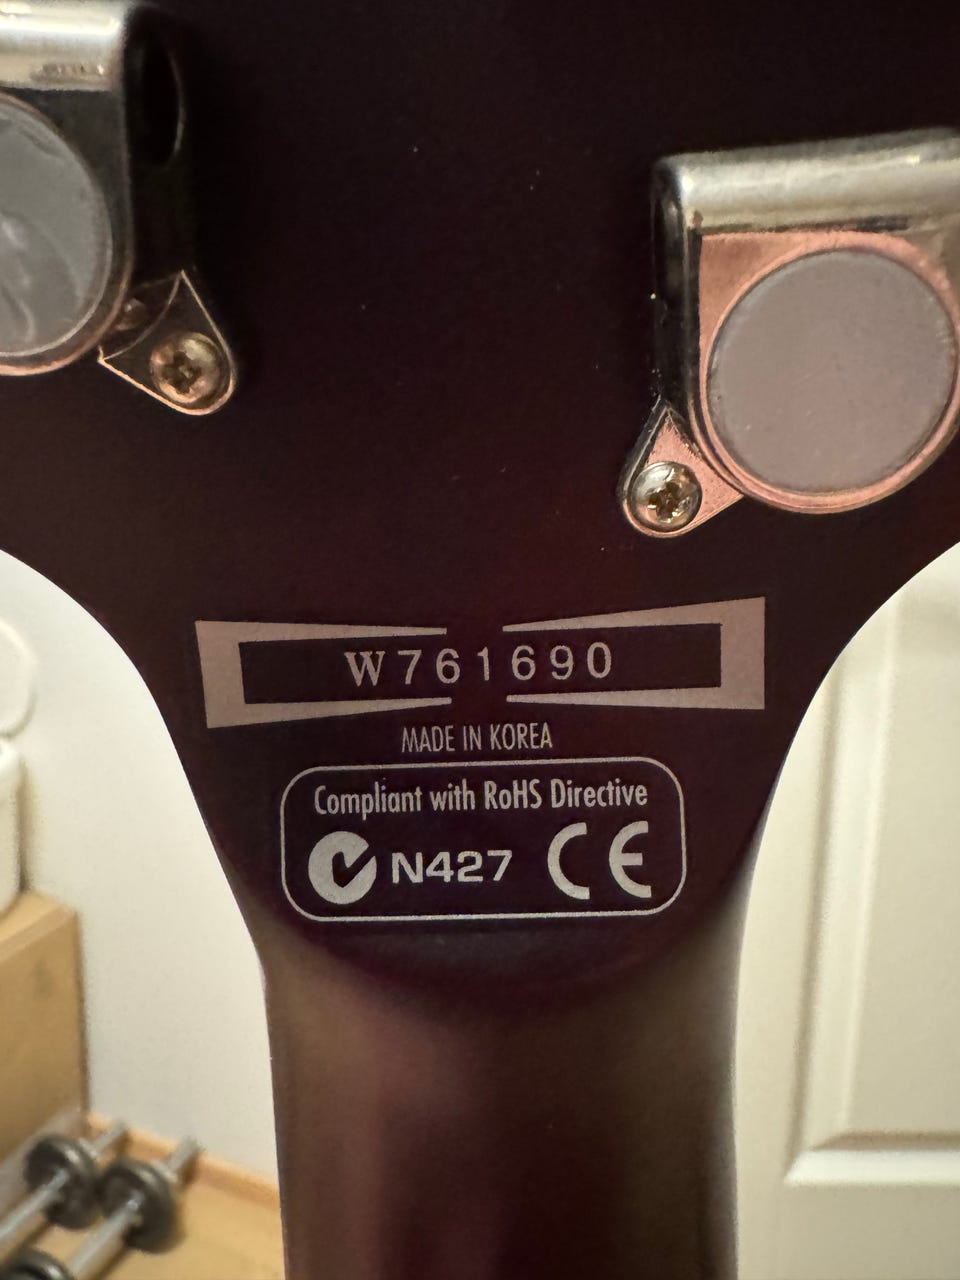 W761690
MADE IN KOREA
Compliant with RoHS Directive
N427 CE